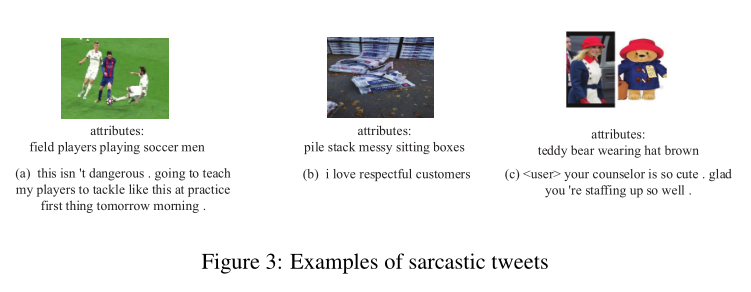 attributes:
field players playing soccer men
(a) this isn 't dangerous . going to teach
my players to tackle like this at practice
first thing tomorrow morning .
attributes:
pile stack messy sitting boxes
(b) i love respectful customers
attributes:
teddy bear wearing hat brown
(c) <user> your counselor is so cute . glad
you 're staffing up so well .
Figure 3: Examples of sarcastic tweets